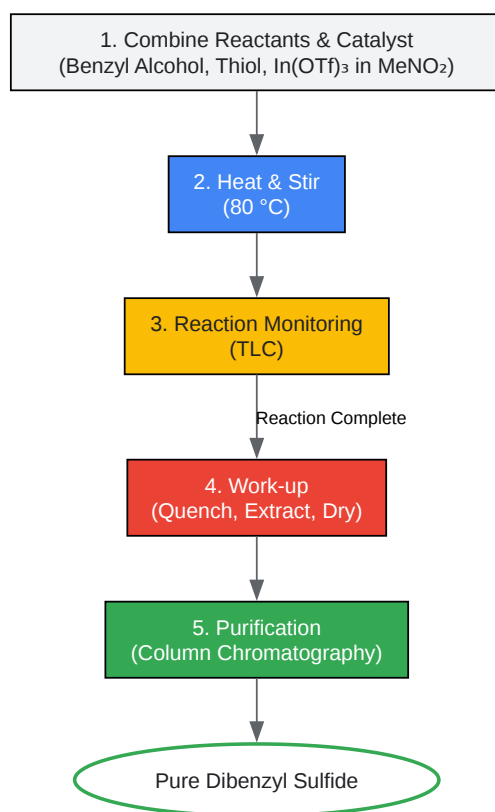 1. Combine Reactants & Catalyst
(Benzyl Alcohol, Thiol, In(OTf)₃ in MeNO₂)
2. Heat & Stir
(80 °C)
3. Reaction Monitoring
(TLC)
Reaction Complete
4. Work-up
(Quench, Extract, Dry)
5. Purification
(Column Chromatography)
Pure Dibenzyl Sulfide